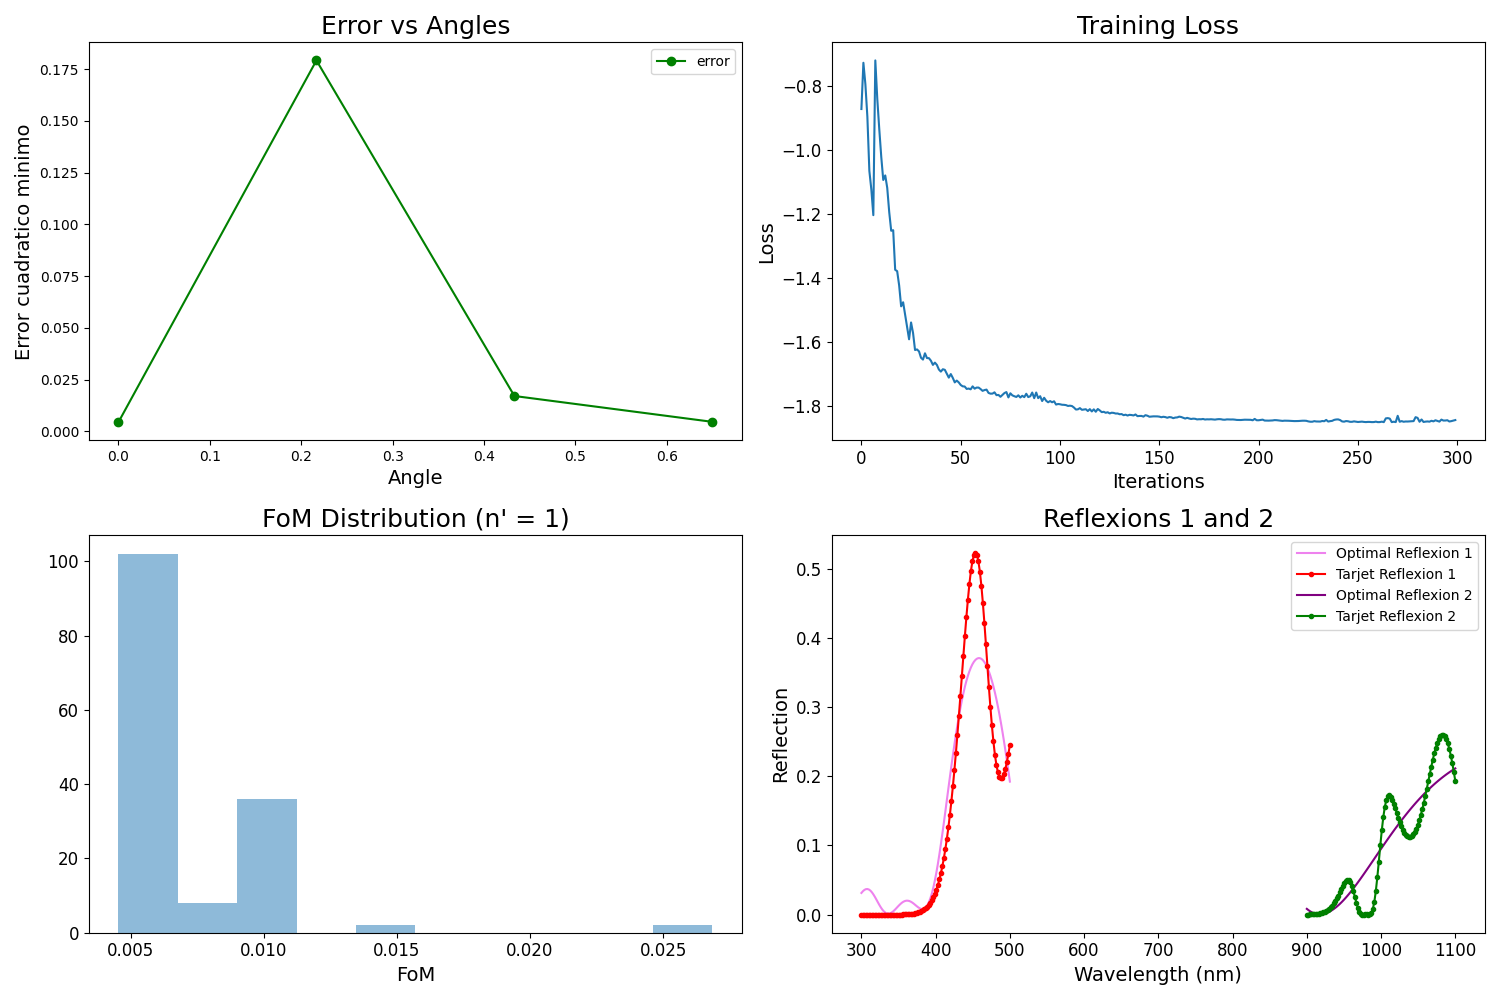 Error vs Angles
error
0.175
0.150
0.125
0.100
0.075
0.050
0.025
0.000
Error cuadratico minimo
0.0 0.1 0.2 0.3 0.4 0.5 0.6
Angle
Training Loss
−0.8
−1.0
−1.2
−1.4
−1.6
−1.8
Loss
0 50 100 150 200 250 300
Iterations
FoM Distribution (n' = 1)
100
80
60
40
20
0
0.005 0.010 0.015 0.020 0.025
FoM
Reflexions 1 and 2
Optimal Reflexion 1
Tarjet Reflexion 1
Optimal Reflexion 2
Tarjet Reflexion 2
0.5
0.4
0.3
0.2
0.1
0.0
Reflection
300 400 500 600 700 800 900 1000 1100
Wavelength (nm)